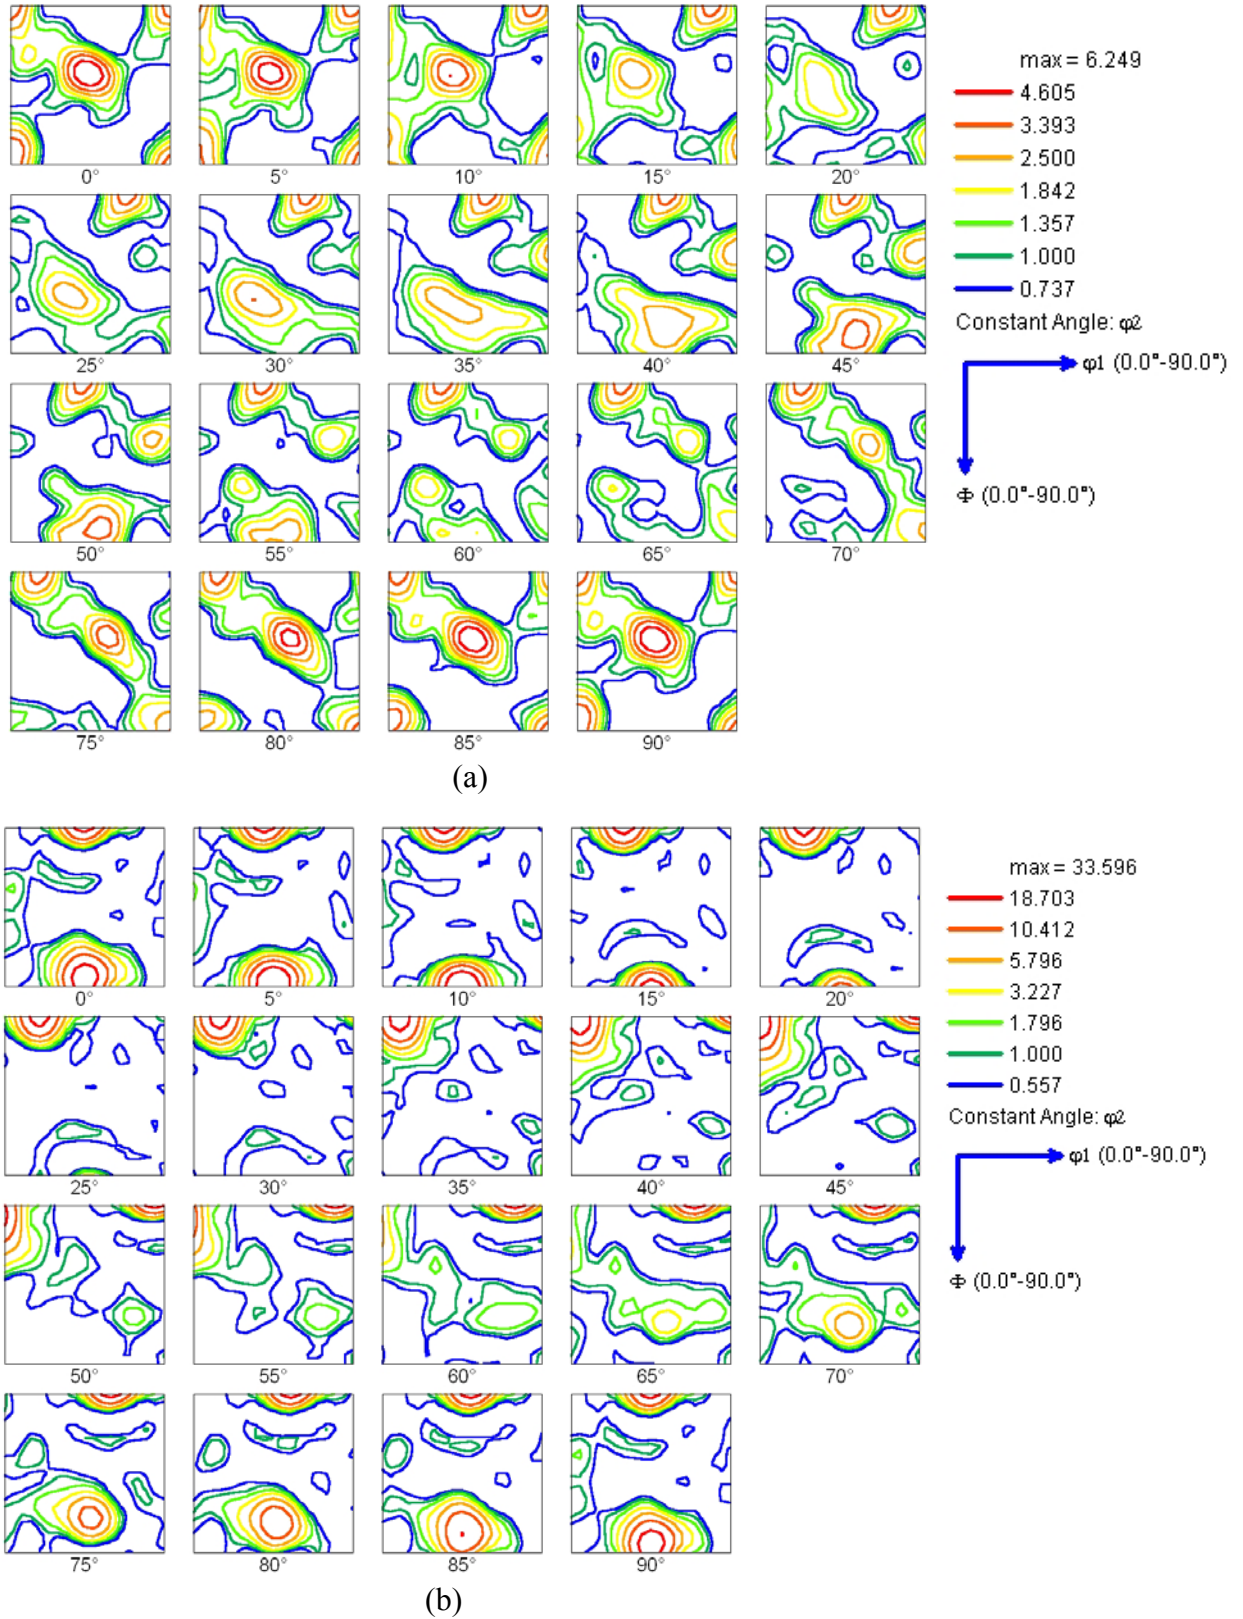 0° 5° 10° 15° 20°
max = 6.249
4.605
3.393
2.500
1.842
1.357
1.000
0.737
Constant Angle: φ2
φ1 (0.0°-90.0°)
Φ (0.0°-90.0°)
25° 30° 35° 40° 45°
50° 55° 60° 65° 70°
75° 80° 85° 90°
(a)
0° 5° 10° 15° 20°
max = 33.596
18.703
10.412
5.796
3.227
1.796
1.000
0.557
Constant Angle: φ2
φ1 (0.0°-90.0°)
Φ (0.0°-90.0°)
25° 30° 35° 40° 45°
50° 55° 60° 65° 70°
75° 80° 85° 90°
(b)